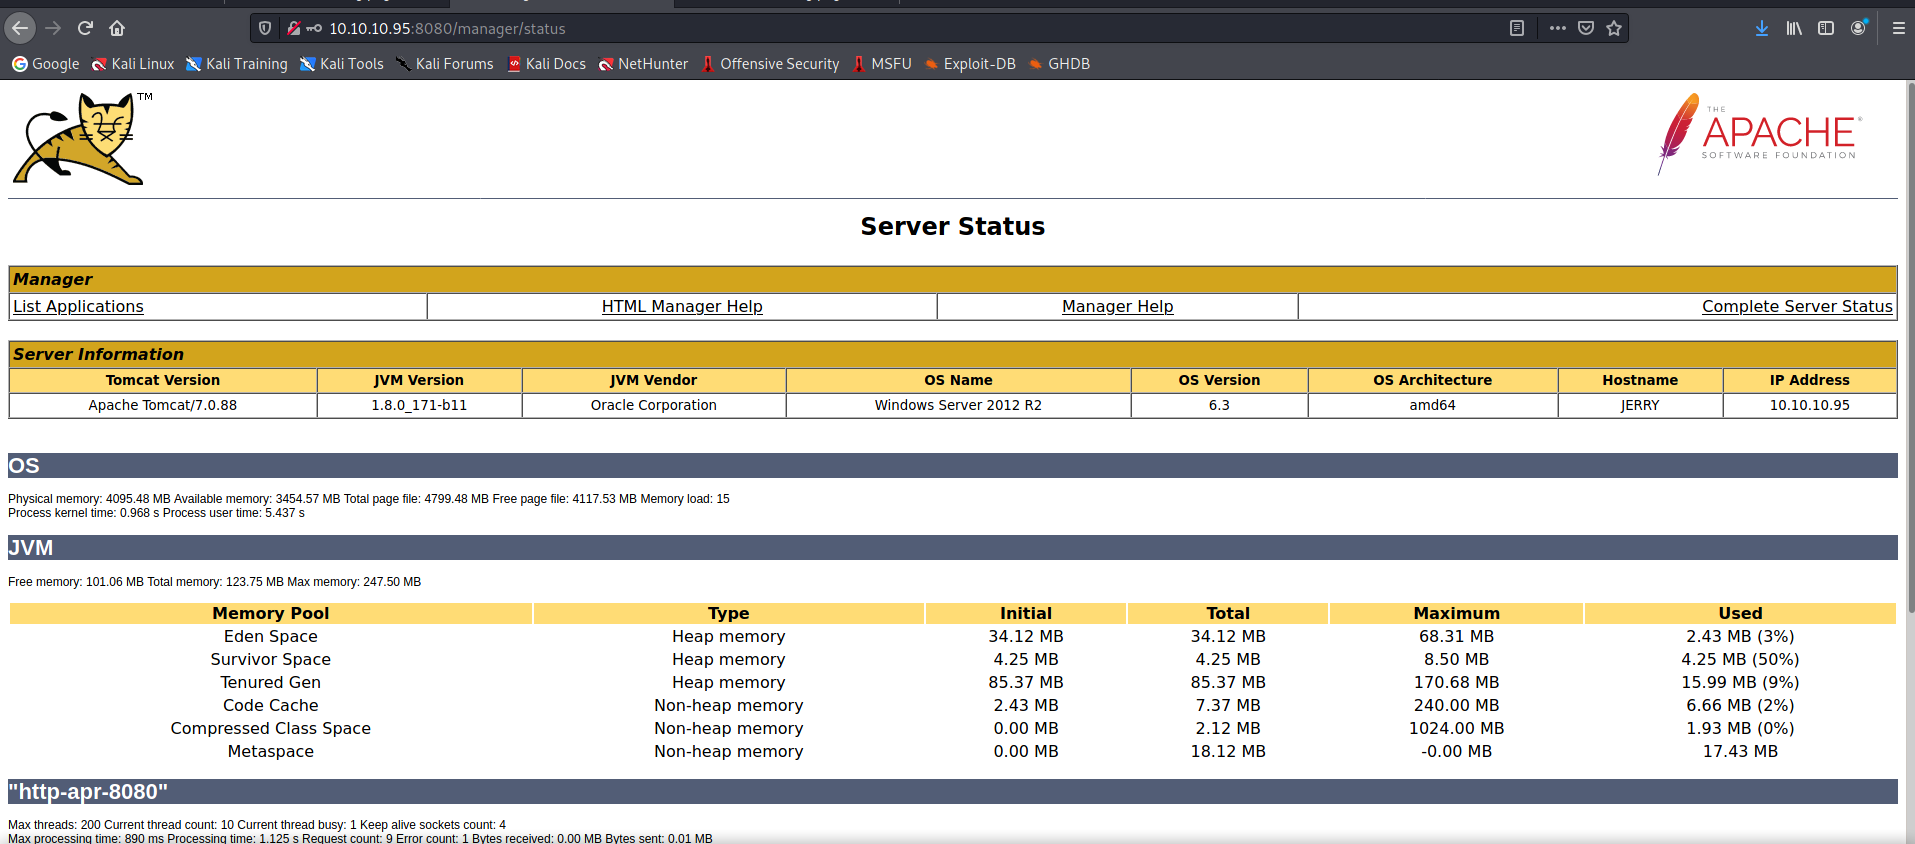 10.10.10.95:8080/manager/status
Google Kali Linux Kali Training Kali Tools Kali Forums Kali Docs NetHunter Offensive Security MSFU Exploit-DB GHDB
TM
THE
APACHE®
SOFTWARE FOUNDATION
Server Status
Manager
List Applications HTML Manager Help Manager Help Complete Server Status
Server Information
Tomcat Version JVM Version JVM Vendor OS Name OS Version OS Architecture Hostname IP Address
Apache Tomcat/7.0.88 1.8.0_171-b11 Oracle Corporation Windows Server 2012 R2 6.3 amd64 JERRY 10.10.10.95
OS
Physical memory: 4095.48 MB Available memory: 3454.57 MB Total page file: 4799.48 MB Free page file: 4117.53 MB Memory load: 15
Process kernel time: 0.968 s Process user time: 5.437 s
JVM
Free memory: 101.06 MB Total memory: 123.75 MB Max memory: 247.50 MB
Memory Pool Type Initial Total Maximum Used
Eden Space Heap memory 34.12 MB 34.12 MB 68.31 MB 2.43 MB (3%)
Survivor Space Heap memory 4.25 MB 4.25 MB 8.50 MB 4.25 MB (50%)
Tenured Gen Heap memory 85.37 MB 85.37 MB 170.68 MB 15.99 MB (9%)
Code Cache Non-heap memory 2.43 MB 7.37 MB 240.00 MB 6.66 MB (2%)
Compressed Class Space Non-heap memory 0.00 MB 2.12 MB 1024.00 MB 1.93 MB (0%)
Metaspace Non-heap memory 0.00 MB 18.12 MB -0.00 MB 17.43 MB
"http-apr-8080"
Max threads: 200 Current thread count: 10 Current thread busy: 1 Keep alive sockets count: 4
Max processing time: 890 ms Processing time: 1.125 s Request count: 9 Error count: 1 Bytes received: 0.00 MB Bytes sent: 0.01 MB